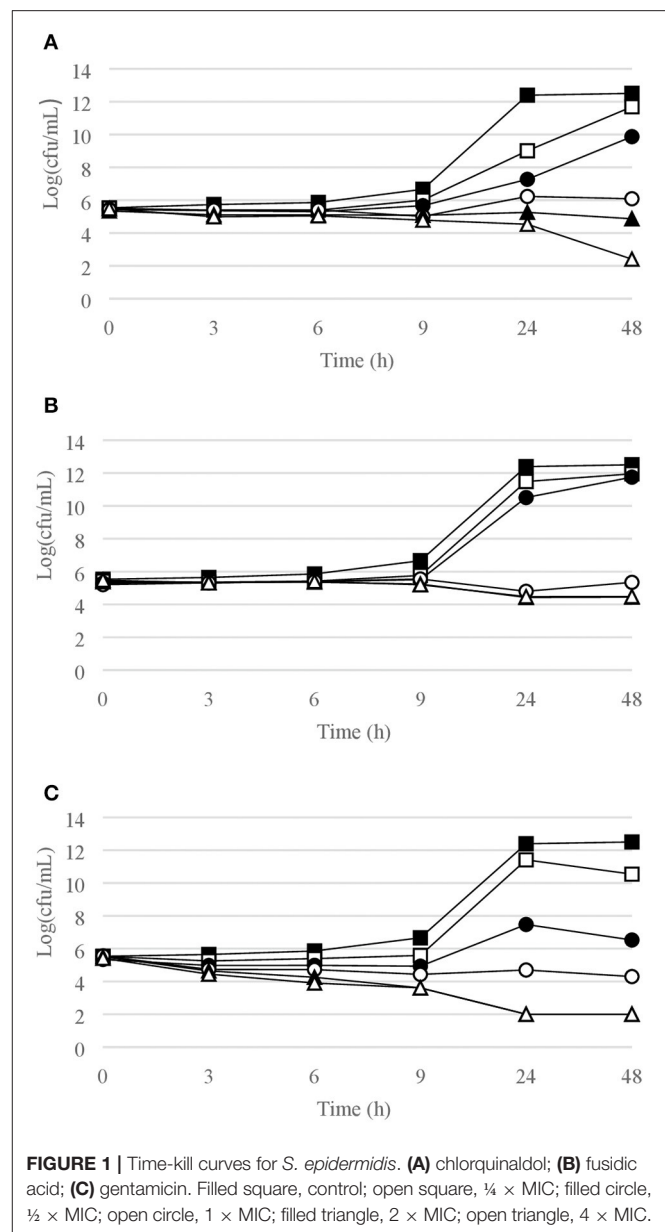 A
Log(cfu/mL)
14
12
10
8
6
4
2
0
0 3 6 9 24 48
Time (h)
B
Log(cfu/mL)
14
12
10
8
6
4
2
0
0 3 6 9 24 48
Time (h)
C
Log(cfu/mL)
14
12
10
8
6
4
2
0
0 3 6 9 24 48
Time (h)
FIGURE 1 | Time-kill curves for S. epidermidis. (A) chlorquinaldol; (B) fusidic
acid; (C) gentamicin. Filled square, control; open square, ¼ × MIC; filled circle,
½ × MIC; open circle, 1 × MIC; filled triangle, 2 × MIC; open triangle, 4 × MIC.